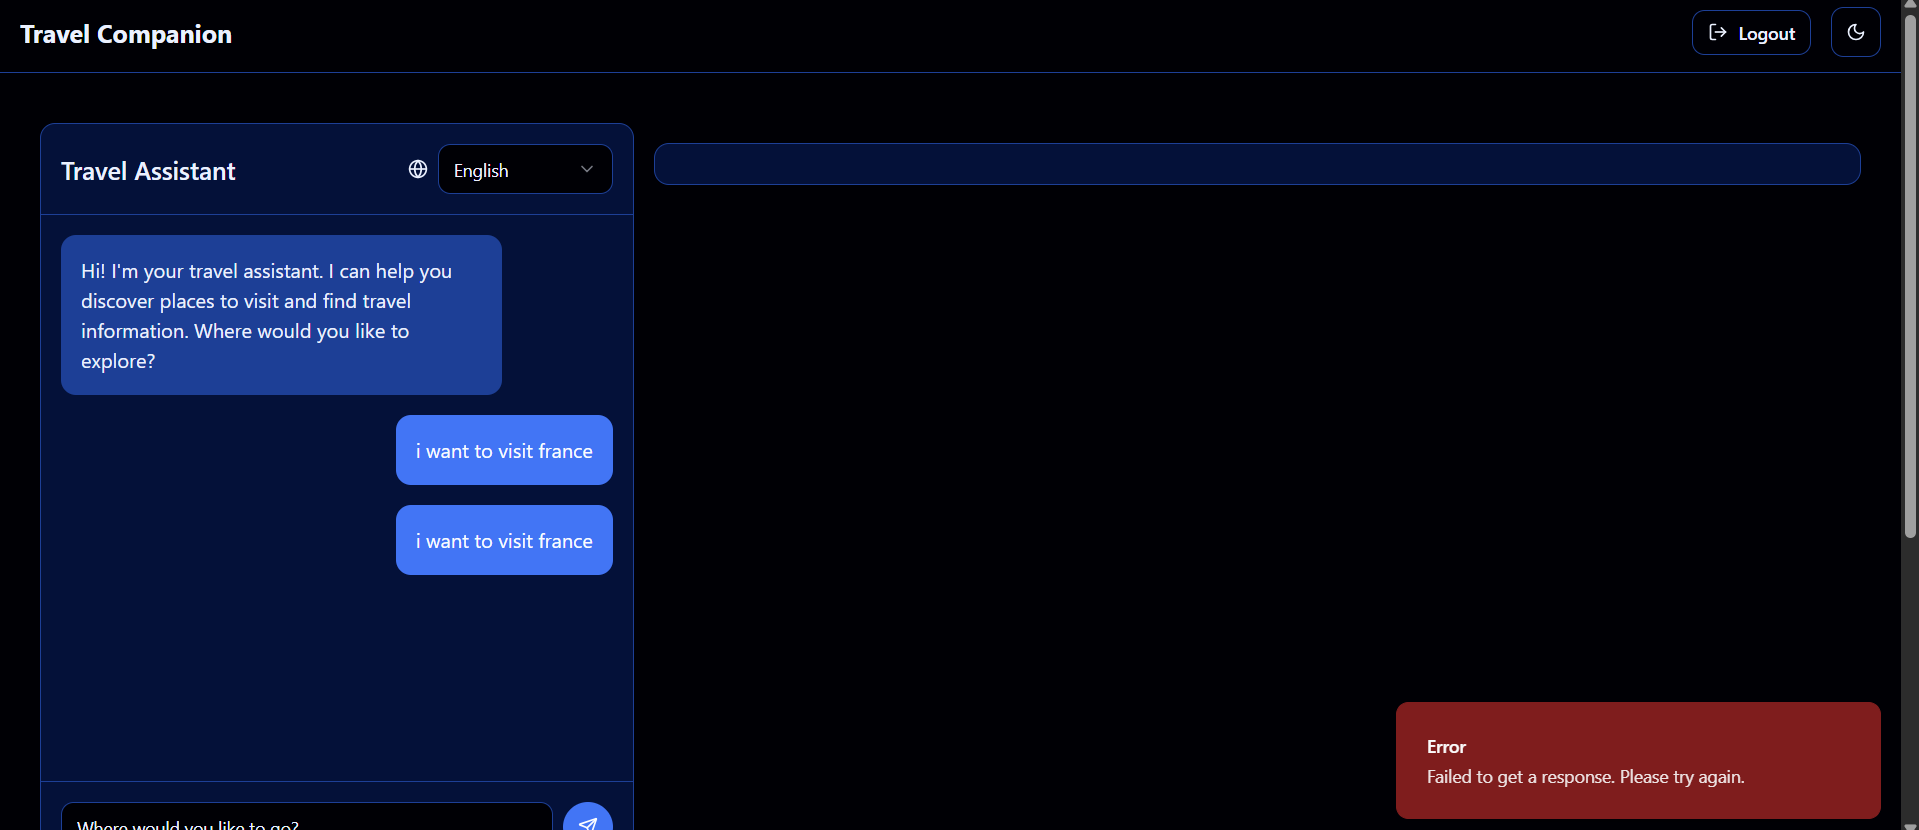 Travel Companion
Logout
Travel Assistant
English
Hi! I'm your travel assistant. I can help you
discover places to visit and find travel
information. Where would you like to
explore?
i want to visit france
i want to visit france
Where would you like to go?
Error
Failed to get a response. Please try again.